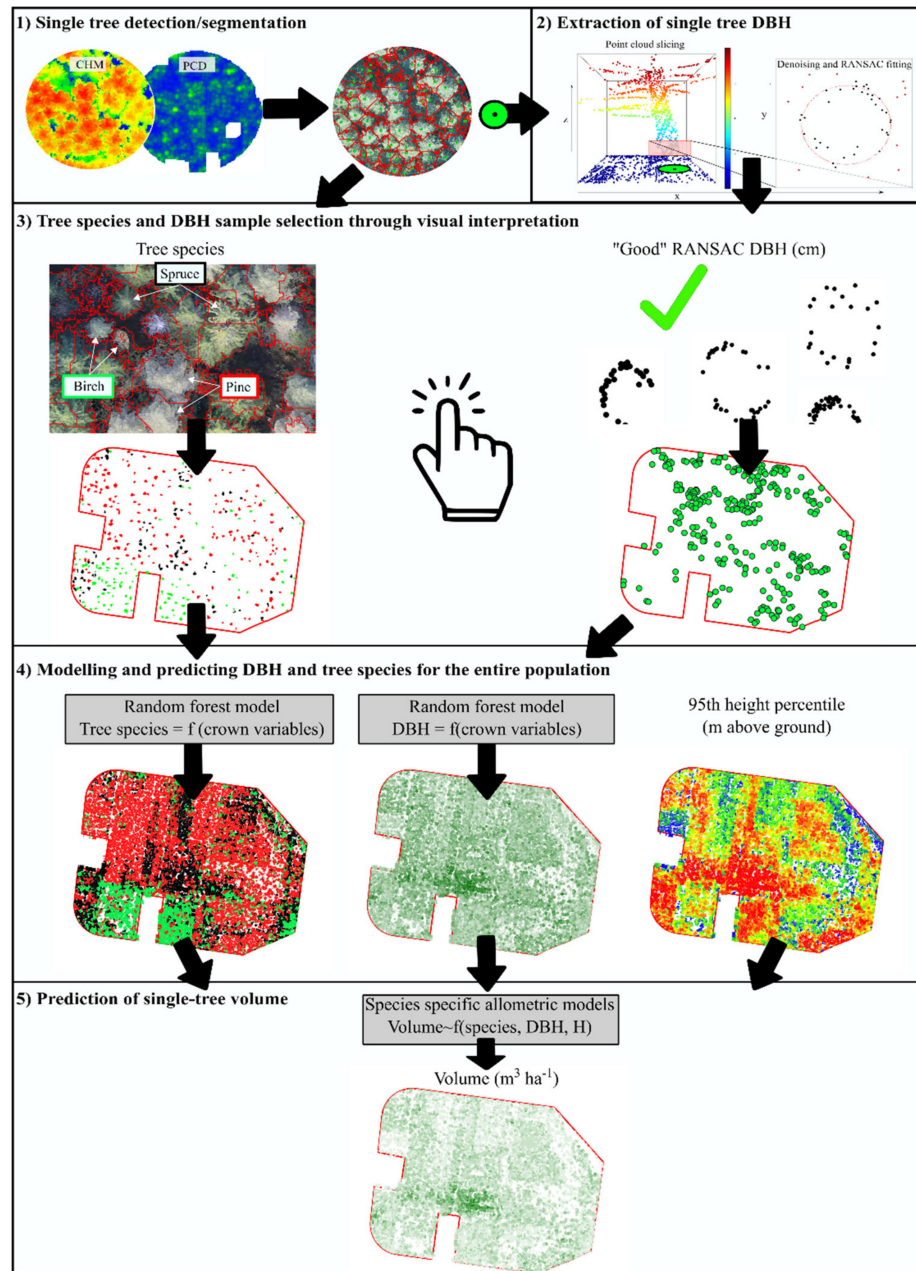 1) Single tree detection/segmentation
CHM
PCD
2) Extraction of single tree DBH
Point cloud slicing
Denoising and RANSAC fitting
z
y
x
3) Tree species and DBH sample selection through visual interpretation
Tree species
Spruce
Birch
Pine
"Good" RANSAC DBH (cm)
4) Modelling and predicting DBH and tree species for the entire population
Random forest model
Tree species = f (crown variables)
Random forest model
DBH = f(crown variables)
95th height percentile
(m above ground)
5) Prediction of single-tree volume
Species specific allometric models
Volume~f(species, DBH, H)
Volume (m³ ha⁻¹)